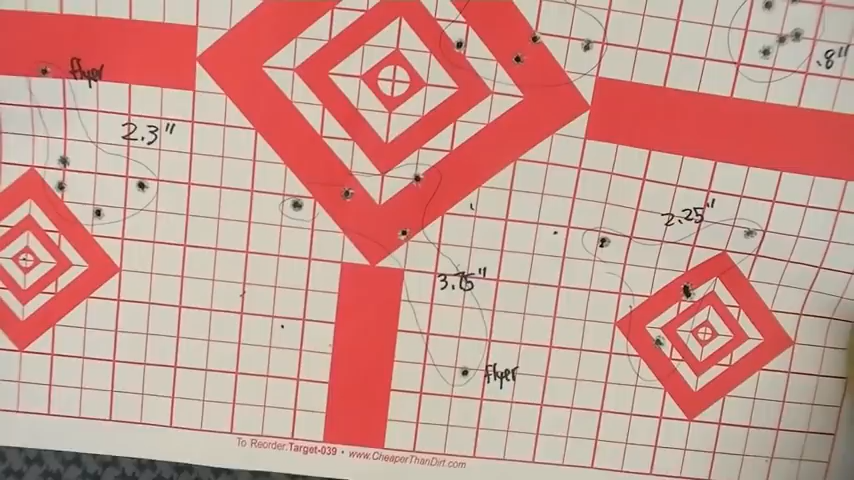 .8"
flyer
2.3"
2.25"
3.75"
flyer
To Reorder: Target-039 • www.CheaperThanDirt.com